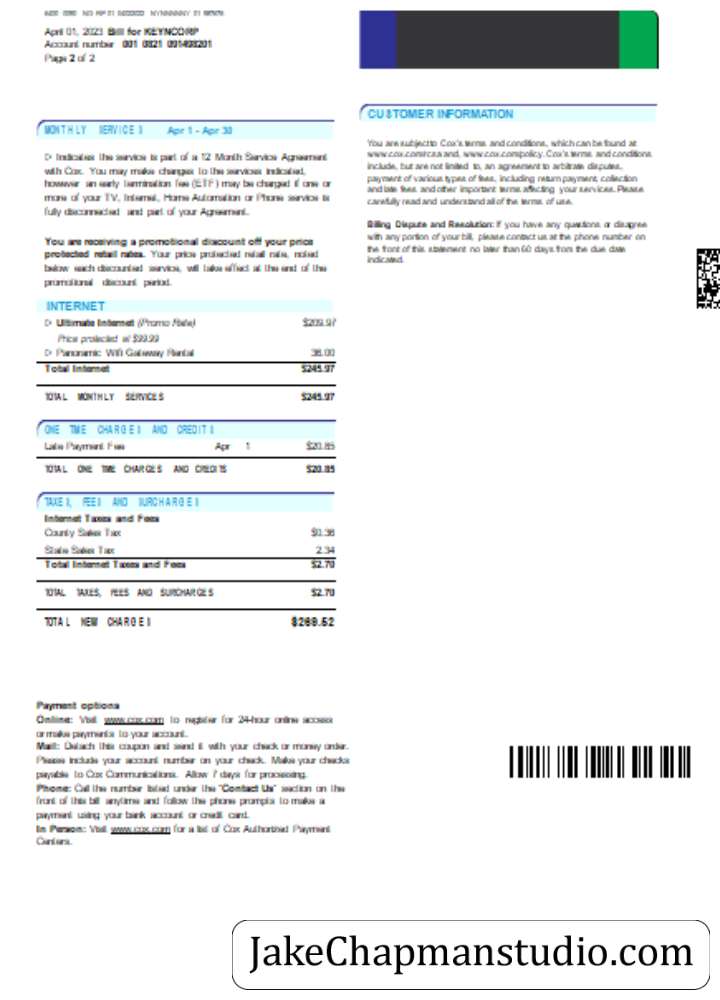 April 01, 2023 Bill for KEYNCORP
Account number 001 0821 091498201
Page 2 of 2
MONTHLY SERVICES Apr 1 - Apr 30
▷ Indicates the service is part of a 12 Month Service Agreement
with Cox. You may make changes to the services indicated,
however an early termination fee (ETF) may be charged if one or
more of your TV, Internet, Home Automation or Phone service is
fully disconnected and part of your Agreement.
You are receiving a promotional discount off your price
protected retail rates. Your price protected retail rate, noted
below each discounted service, will take effect at the end of the
promotional discount period.
INTERNET
▷ Ultimate Internet (Promo Rate) $209.97
Price protected at $99.99
▷ Panoramic Wifi Gateway Rental 36.00
Total Internet $245.97
TOTAL MONTHLY SERVICES $245.97
ONE TIME CHARGES AND CREDITS
Late Payment Fee Apr 1 $20.85
TOTAL ONE TIME CHARGES AND CREDITS $20.85
TAXES, FEES AND SURCHARGES
Internet Taxes and Fees
County Sales Tax $0.36
State Sales Tax 2.34
Total Internet Taxes and Fees $2.70
TOTAL TAXES, FEES AND SURCHARGES $2.70
TOTAL NEW CHARGES $269.52
Payment options
Online: Visit www.cox.com to register for 24-hour online access
or make payments to your account.
Mail: Detach this coupon and send it with your check or money order.
Please include your account number on your check. Make your checks
payable to Cox Communications. Allow 7 days for processing.
Phone: Call the number listed under the "Contact Us" section on the
front of this bill anytime and follow the phone prompts to make a
payment using your bank account or credit card.
In Person: Visit www.cox.com for a list of Cox Authorized Payment
Centers.
CUSTOMER INFORMATION
You are subject to Cox's terms and conditions, which can be found at
www.cox.com/rcsa and, www.cox.com/policy. Cox's terms and conditions
include, but are not limited to, an agreement to arbitrate disputes,
payment of various types of fees, including return payment, collection
and late fees and other important terms affecting your services. Please
carefully read and understand all of the terms of use.
Billing Dispute and Resolution: If you have any questions or disagree
with any portion of your bill, please contact us at the phone number on
the front of this statement no later than 60 days from the due date
indicated.
JakeChapmanstudio.com